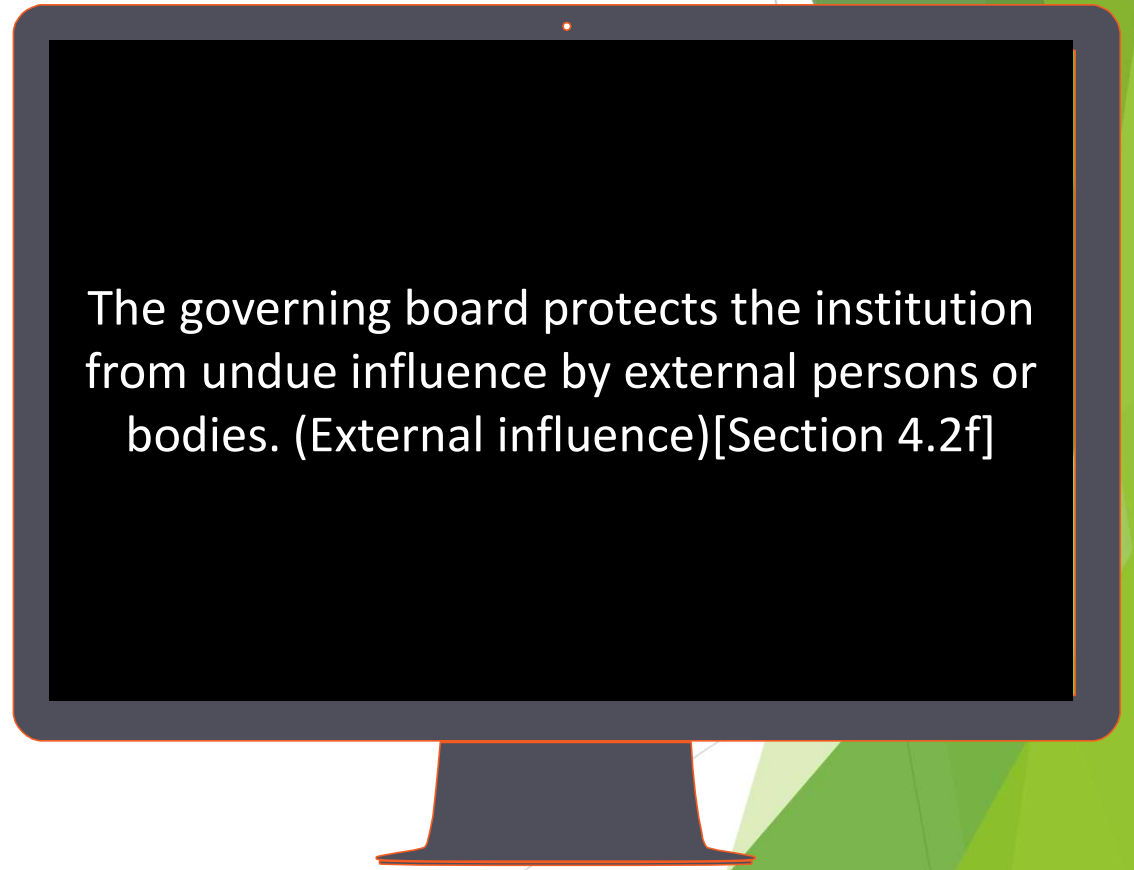 The governing board protects the institution
from undue influence by external persons or
bodies. (External influence)[Section 4.2f]